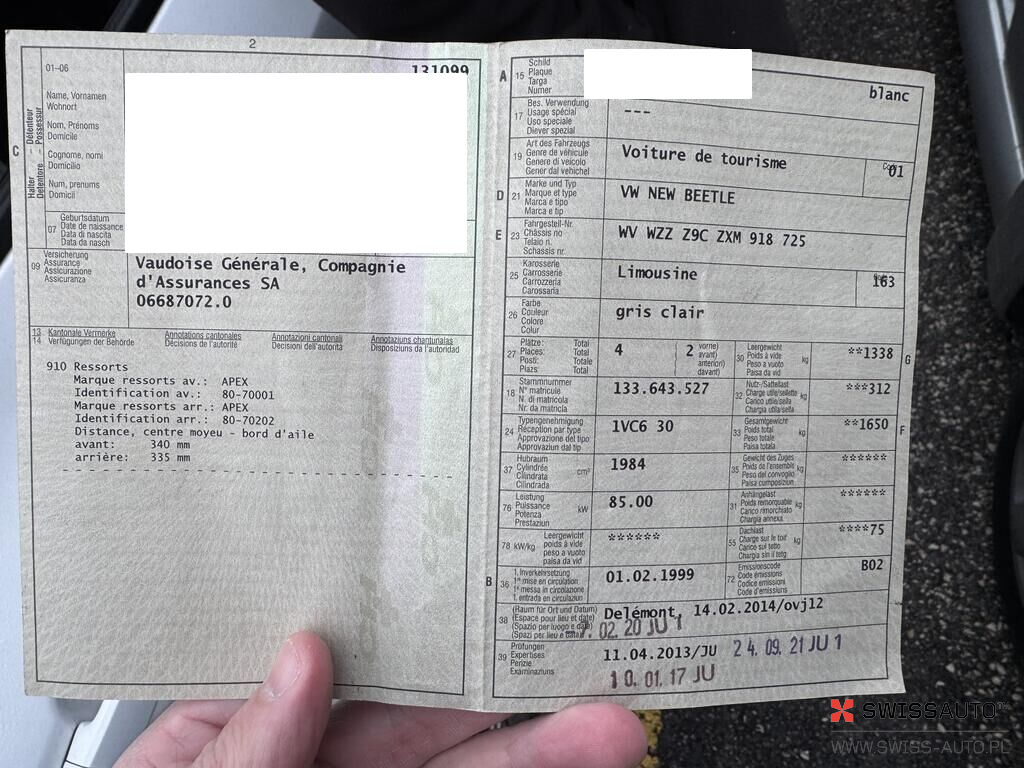 2
01–06
131099
Name, Vornamen
Wohnort
Nom, Prénoms
Domicile
Cognome, nomi
Domicilio
Num, prenums
Domicil
C
Halter – Détenteur
Detentore – Possessur
07
Geburtsdatum
Date de naissance
Data di nascita
Data da nasch
09
Versicherung
Assurance
Assicurazione
Assicuranza
Vaudoise Générale, Compagnie
d'Assurances SA
06687072.0
13
14
Kantonale Vermerke
Verfügungen der Behörde
Annotations cantonales
Décisions de l'autorité
Annotazioni cantonali
Decisioni dell'autorità
Annotaziuns chantunalas
Disposiziuns da l'autoridad
910 Ressorts
Marque ressorts av.: APEX
Identification av.: 80-70001
Marque ressorts arr.: APEX
Identification arr.: 80-70202
Distance, centre moyeu - bord d'aile
avant: 340 mm
arrière: 335 mm
A
15
Schild
Plaque
Targa
Numer
blanc
17
Bes. Verwendung
Usage spécial
Uso speciale
Diever spezial
---
19
Art des Fahrzeugs
Genre de véhicule
Genere di veicolo
Gener dal vehichel
Voiture de tourisme
01
D
21
Marke und Typ
Marque et type
Marca e tipo
Marca e tip
VW NEW BEETLE
E
23
Fahrgestell-Nr.
Châssis no
Telaio n.
Schassis nr.
WV WZZ Z9C ZXM 918 725
25
Karosserie
Carrosserie
Carrozzeria
Carossaria
Limousine
163
26
Farbe
Couleur
Colore
Colur
gris clair
27
Plätze: Total
Places: Total
Posti: Totale
Plazs: Total
4
2
vorne)
avant)
anteriori)
davant)
30
Leergewicht
Poids à vide
Peso a vuoto
Paisa da vid
kg
**1338
G
18
Stammnummer
N° matricule
N. di matricola
Nr. da matricla
133.643.527
32
Nutz-/Sattellast
Charge utile/sellette
Carico utile/sella
Chargia utila/sella
kg
***312
24
Typengenehmigung
Réception par type
Approvazione del tipo
Approvaziun dal tip
1VC6 30
33
Gesamtgewicht
Poids total
Peso totale
Paisa totala
kg
**1650
F
37
Hubraum
Cylindrée
Cilindrata
Cilindrada
cm³
1984
35
Gewicht des Zuges
Poids de l'ensemble
Peso del convoglio
Paisa cumposiziun
kg
******
76
Leistung
Puissance
Potenza
Prestaziun
kW
85.00
31
Anhängelast
Poids remorquable
Carico rimorchiato
Chargia annexa
kg
******
78
kW/kg
Leergewicht
poids à vide
peso a vuoto
paisa da vid
******
55
Dachlast
Charge sur le toit
Carico sul tetto
Chargia sin il tetg
kg
****75
B
36
1. Inverkehrsetzung
1re mise en circulation
1a messa in circolazione
1. entrada en circulaziun
01.02.1999
72
Emissionscode
Code émissions
Codice emissioni
Code d'emissiuns
B02
38
(Raum für Ort und Datum)
(Espace pour lieu et date)
(Spazio per luogo e data)
(Spazi per lieu e data)
Delémont, 14.02.2014/ovj12
02. 20 JU 1
39
Prüfungen
Expertises
Perizie
Examinaziuns
11.04.2013/JU
24. 09. 21 JU 1
10. 01. 17 JU
SWISSAUTO
WWW.SWISS-AUTO.PL